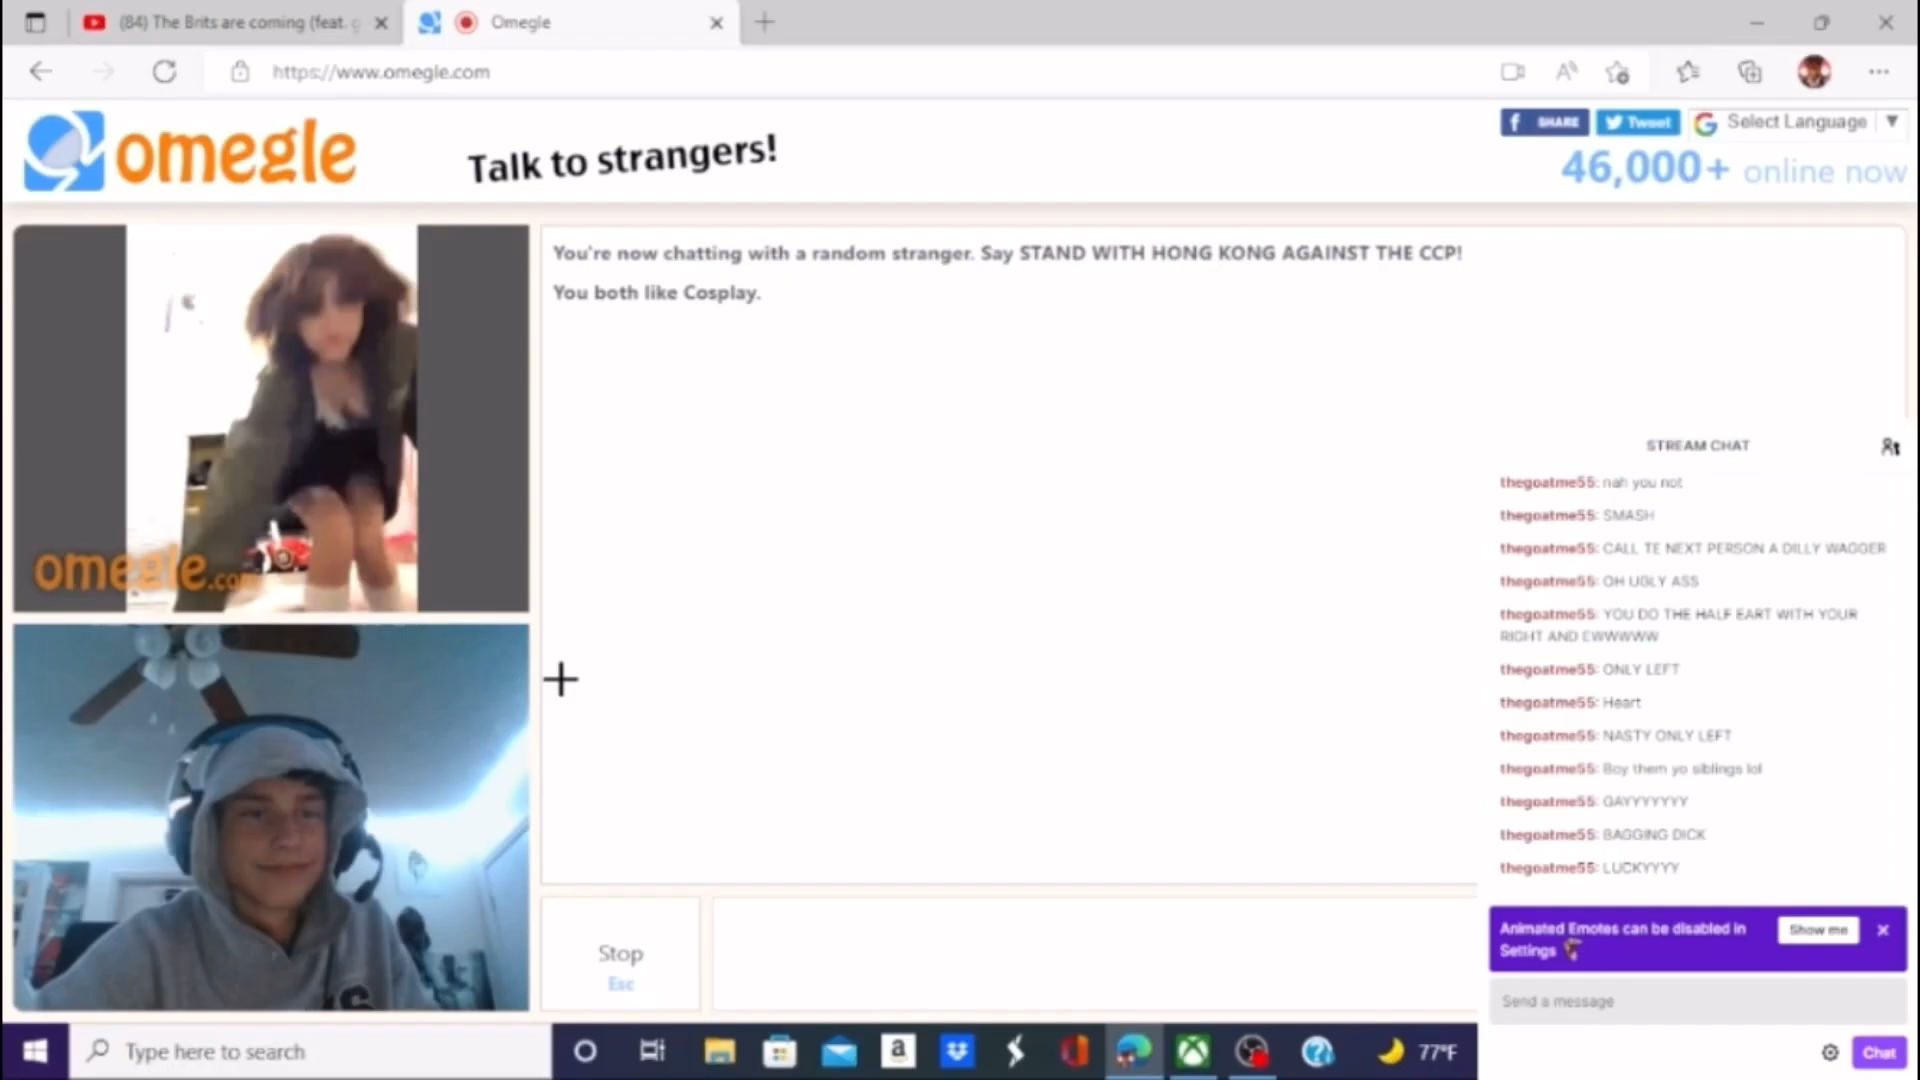 (84) The Brits are coming (feat. g
Omegle
https://www.omegle.com
omegle
Talk to strangers!
SHARE
Tweet
Select Language
46,000+ online now
You're now chatting with a random stranger. Say STAND WITH HONG KONG AGAINST THE CCP!
You both like Cosplay.
omegle.co
STREAM CHAT
thegoatme55: nah you not
thegoatme55: SMASH
thegoatme55: CALL TE NEXT PERSON A DILLY WAGGER
thegoatme55: OH UGLY ASS
thegoatme55: YOU DO THE HALF EART WITH YOUR
RIGHT AND EWWWWW
thegoatme55: ONLY LEFT
thegoatme55: Heart
thegoatme55: NASTY ONLY LEFT
thegoatme55: Boy them yo siblings lol
thegoatme55: GAYYYYYYY
thegoatme55: BAGGING DICK
thegoatme55: LUCKYYYY
Animated Emotes can be disabled in
Settings
Show me
Send a message
Chat
Stop
Esc
Type here to search
77°F